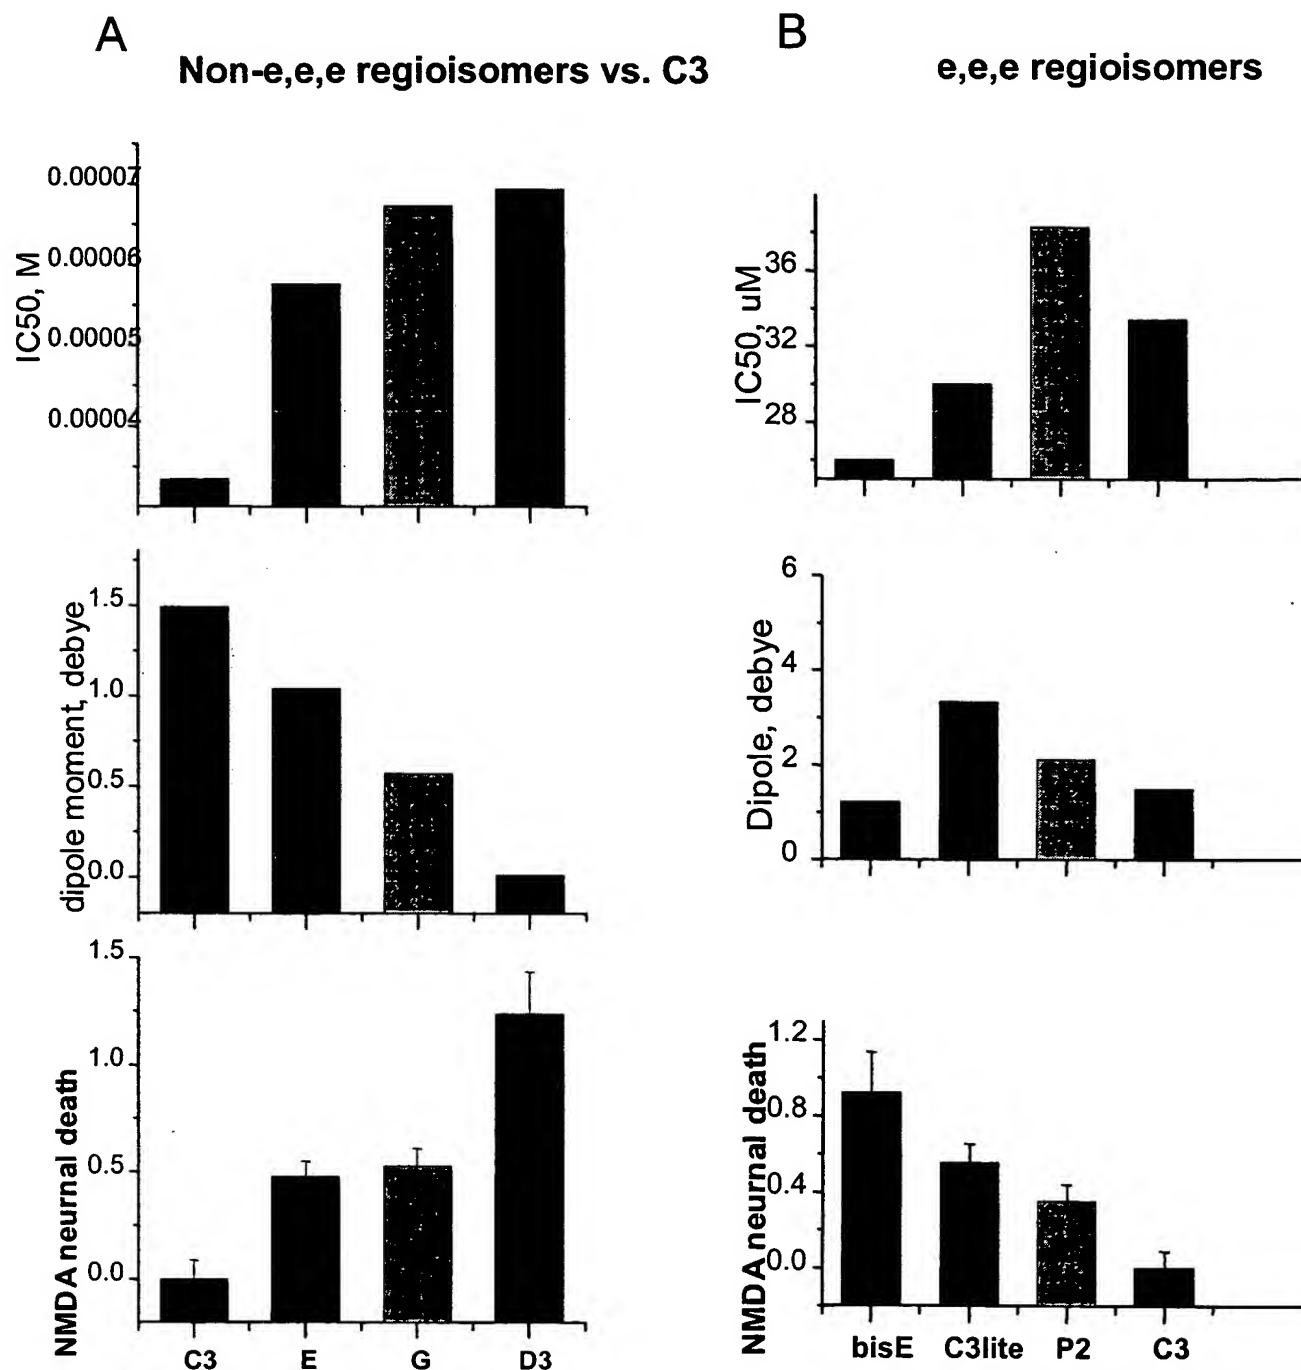 A
Non-e,e,e regioisomers vs. C3
IC50, M
0.00007
0.00006
0.00005
0.00004
dipole moment, debye
1.5
1.0
0.5
0.0
NMDA neurnal death
1.5
1.0
0.5
0.0
C3 E G D3
B
e,e,e regioisomers
IC50, uM
36
32
28
Dipole, debye
6
4
2
0
NMDA neurnal death
1.2
0.8
0.4
0.0
bisE C3lite P2 C3